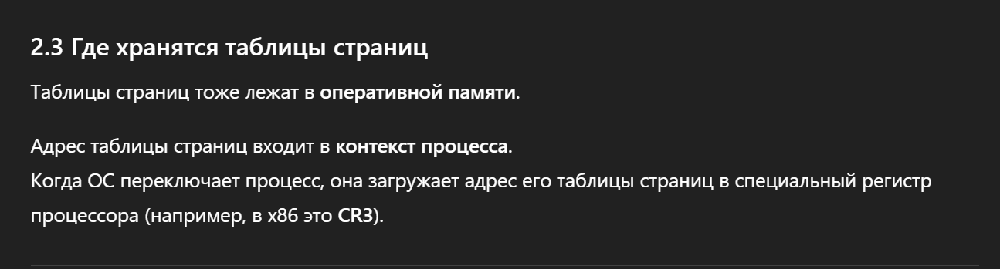 2.3 Где хранятся таблицы страниц
Таблицы страниц тоже лежат в оперативной памяти.
Адрес таблицы страниц входит в контекст процесса.
Когда ОС переключает процесс, она загружает адрес его таблицы страниц в специальный регистр
процессора (например, в x86 это CR3).